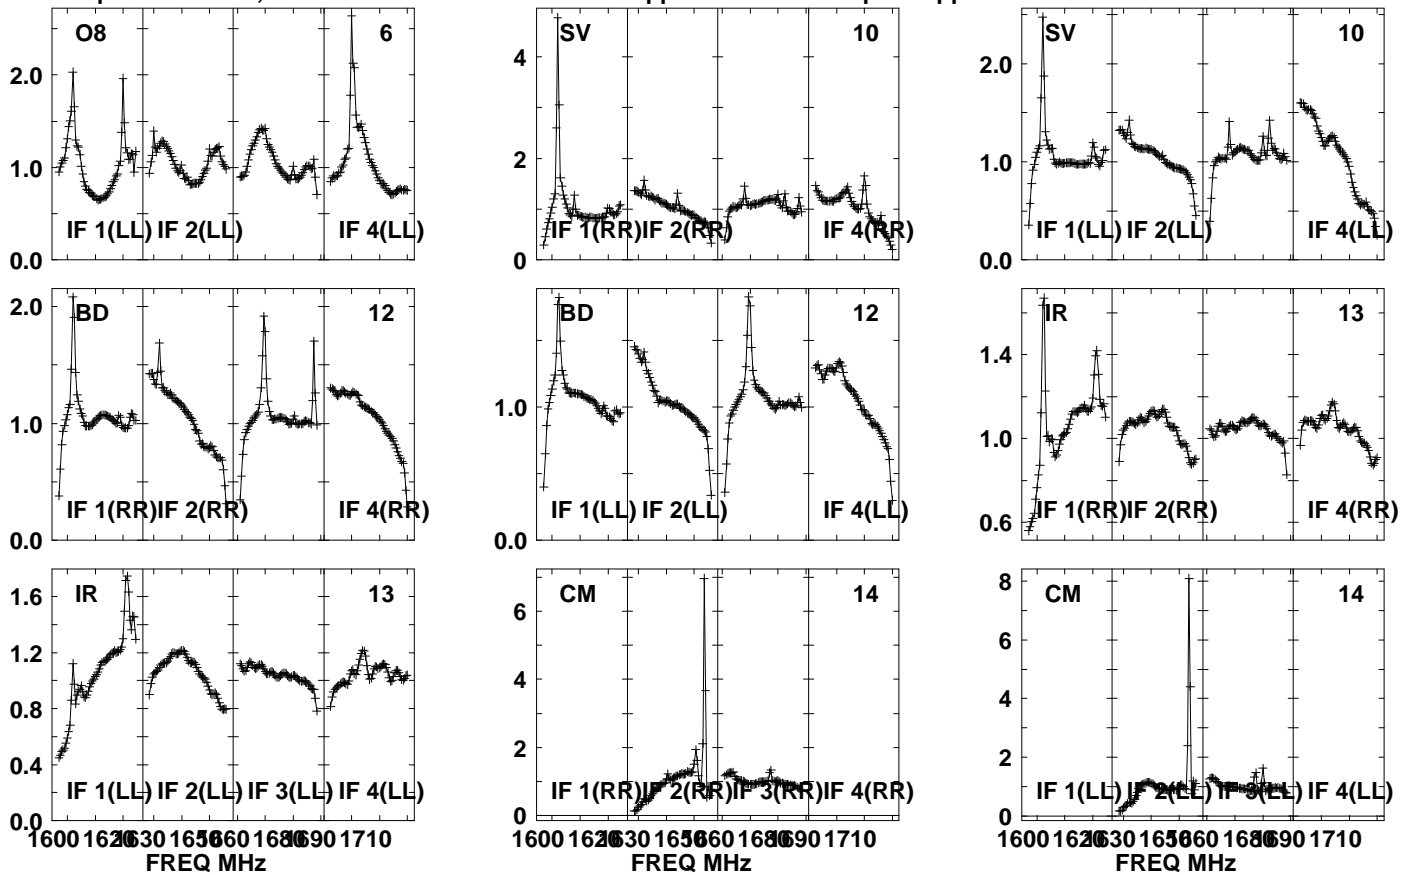 O8 6
2.0
1.0
0.0
IF 1(LL) IF 2(LL) IF 4(LL)
SV 10
4
2
0
IF 1(RR) IF 2(RR) IF 4(RR)
SV 10
2.0
1.0
0.0
IF 1(LL) IF 2(LL) IF 4(LL)
BD 12
2.0
1.0
0.0
IF 1(RR) IF 2(RR) IF 4(RR)
BD 12
1.0
0.0
IF 1(LL) IF 2(LL) IF 4(LL)
IR 13
1.4
1.0
0.6
IF 1(RR) IF 2(RR) IF 4(RR)
IR 13
1.6
1.2
0.8
0.4
0.0
IF 1(LL) IF 2(LL) IF 3(LL) IF 4(LL)
1600 1620 1630 1650 1660 1680 1690 1710
FREQ MHz
CM 14
6
4
2
0
IF 1(RR) IF 2(RR) IF 3(RR) IF 4(RR)
1600 1620 1630 1650 1660 1680 1690 1710
FREQ MHz
CM 14
8
6
4
2
0
IF 1(LL) IF 2(LL) IF 3(LL) IF 4(LL)
1600 1620 1630 1650 1660 1680 1690 1710
FREQ MHz